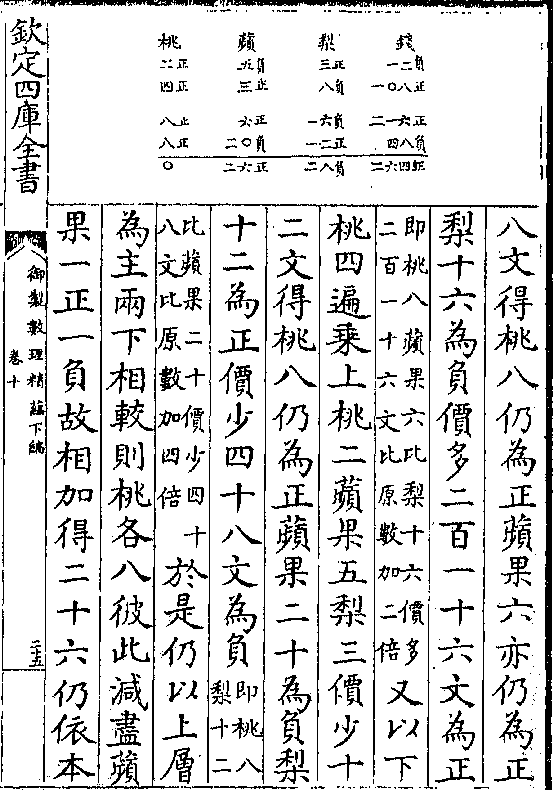 錢
一二負
一〇八正
二一六正
四八負
二六四正
梨
三正
八負
一六負
一二正
二八負
蘋
五負
三正
六正
二〇負
二六正
桃
二正
四正
八正
八正
〇
八文得桃八仍為正蘋果六亦仍為正
梨十六為負價多二百一十六文為正
即桃八蘋果六比梨十六價多
二百一十六文比原數加二倍
又以下
桃四遍乗上桃二蘋果五梨三價少十
二文得桃八仍為正蘋果二十為負梨
十二為正價少四十八文為負
即桃八
梨十二
比蘋果二十價少四十
八文比原數加四倍
於是仍以上層
為主兩下相較則桃各八彼此減盡蘋
果一正一負故相加得二十六仍依本
欽定四庫全書
御製數理精蘊下編
卷十
二十五